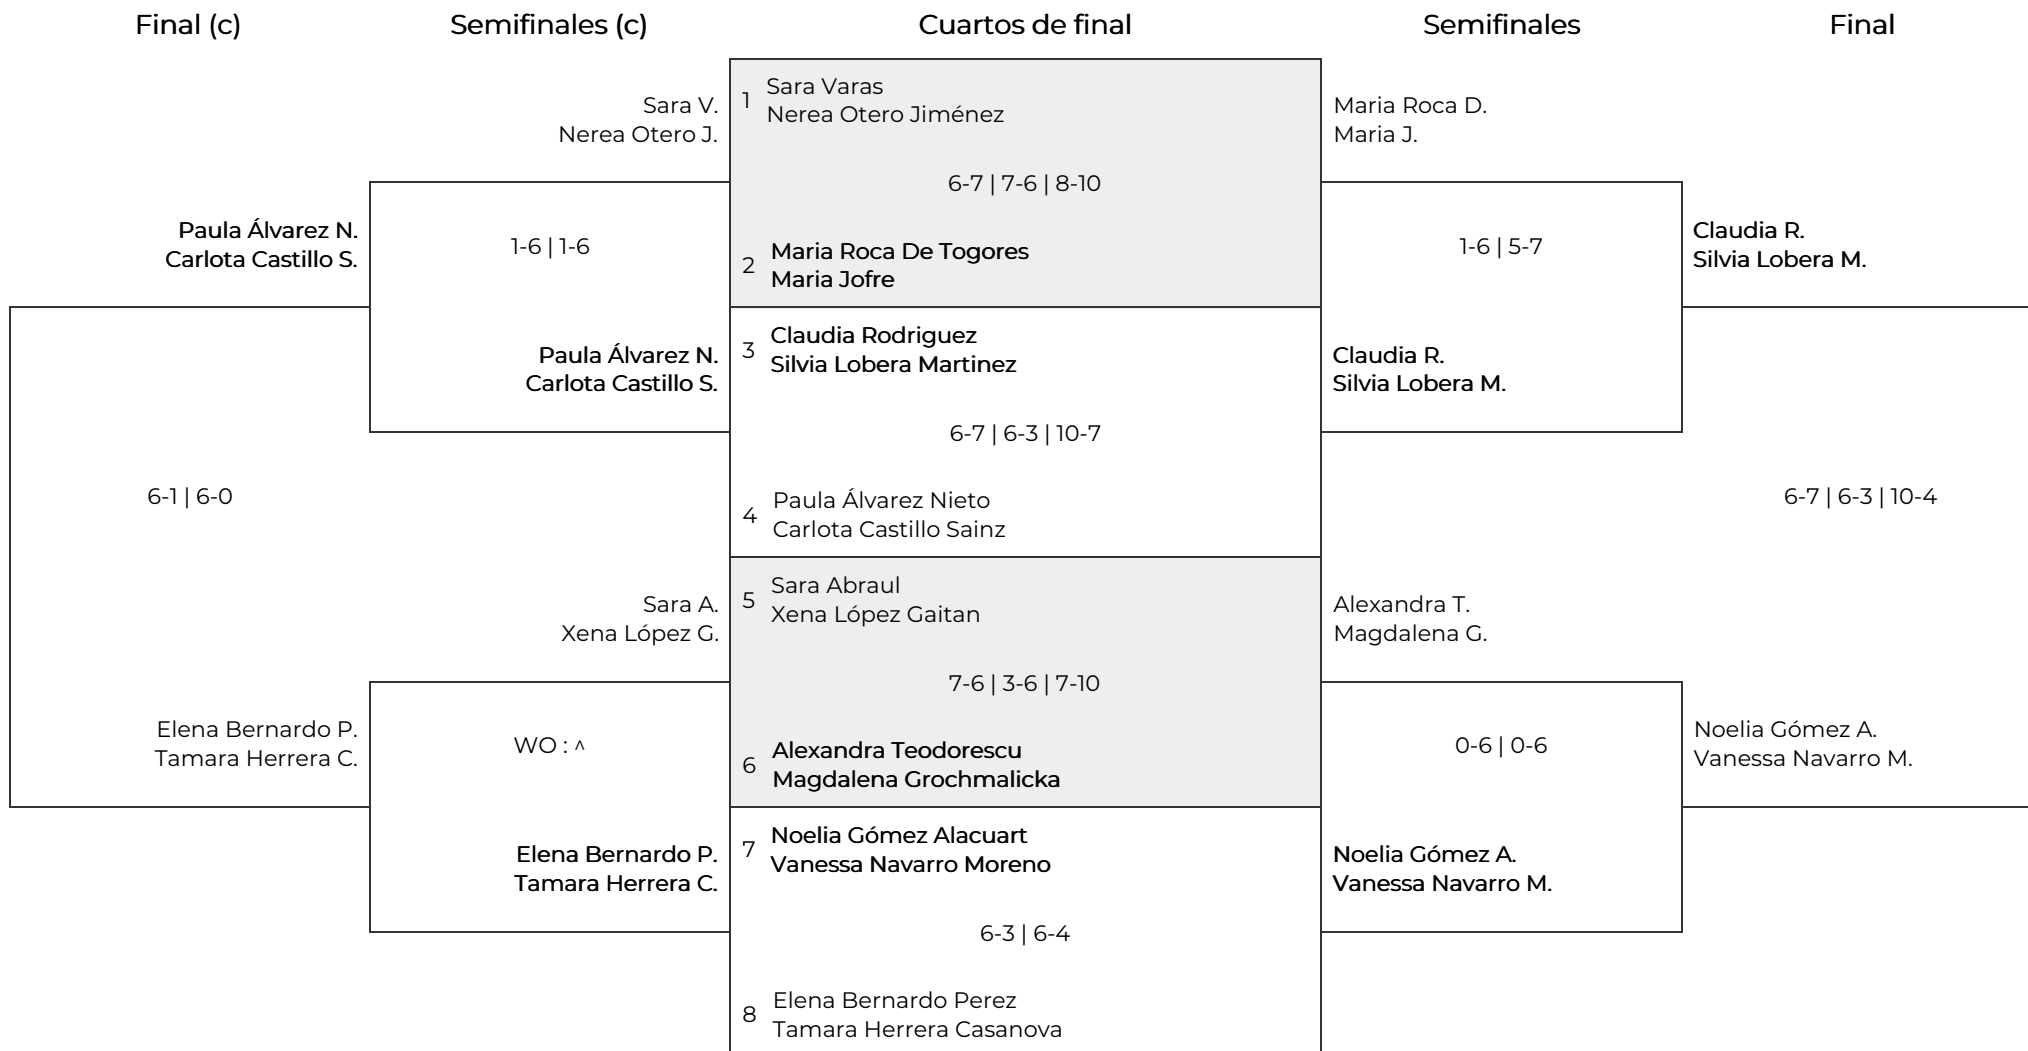 Final (c)
Semifinales (c)
Cuartos de final
Semifinales
Final
Paula Álvarez N.
Carlota Castillo S.
6-1 | 6-0
Elena Bernardo P.
Tamara Herrera C.
Sara V.
Nerea Otero J.
1-6 | 1-6
Paula Álvarez N.
Carlota Castillo S.
Sara A.
Xena López G.
WO : ^
Elena Bernardo P.
Tamara Herrera C.
1 Sara Varas
Nerea Otero Jiménez
6-7 | 7-6 | 8-10
2 Maria Roca De Togores
Maria Jofre
3 Claudia Rodriguez
Silvia Lobera Martinez
6-7 | 6-3 | 10-7
4 Paula Álvarez Nieto
Carlota Castillo Sainz
5 Sara Abraul
Xena López Gaitan
7-6 | 3-6 | 7-10
6 Alexandra Teodorescu
Magdalena Grochmalicka
7 Noelia Gómez Alacuart
Vanessa Navarro Moreno
6-3 | 6-4
8 Elena Bernardo Perez
Tamara Herrera Casanova
Maria Roca D.
Maria J.
1-6 | 5-7
Claudia R.
Silvia Lobera M.
Alexandra T.
Magdalena G.
0-6 | 0-6
Noelia Gómez A.
Vanessa Navarro M.
Claudia R.
Silvia Lobera M.
6-7 | 6-3 | 10-4
Noelia Gómez A.
Vanessa Navarro M.